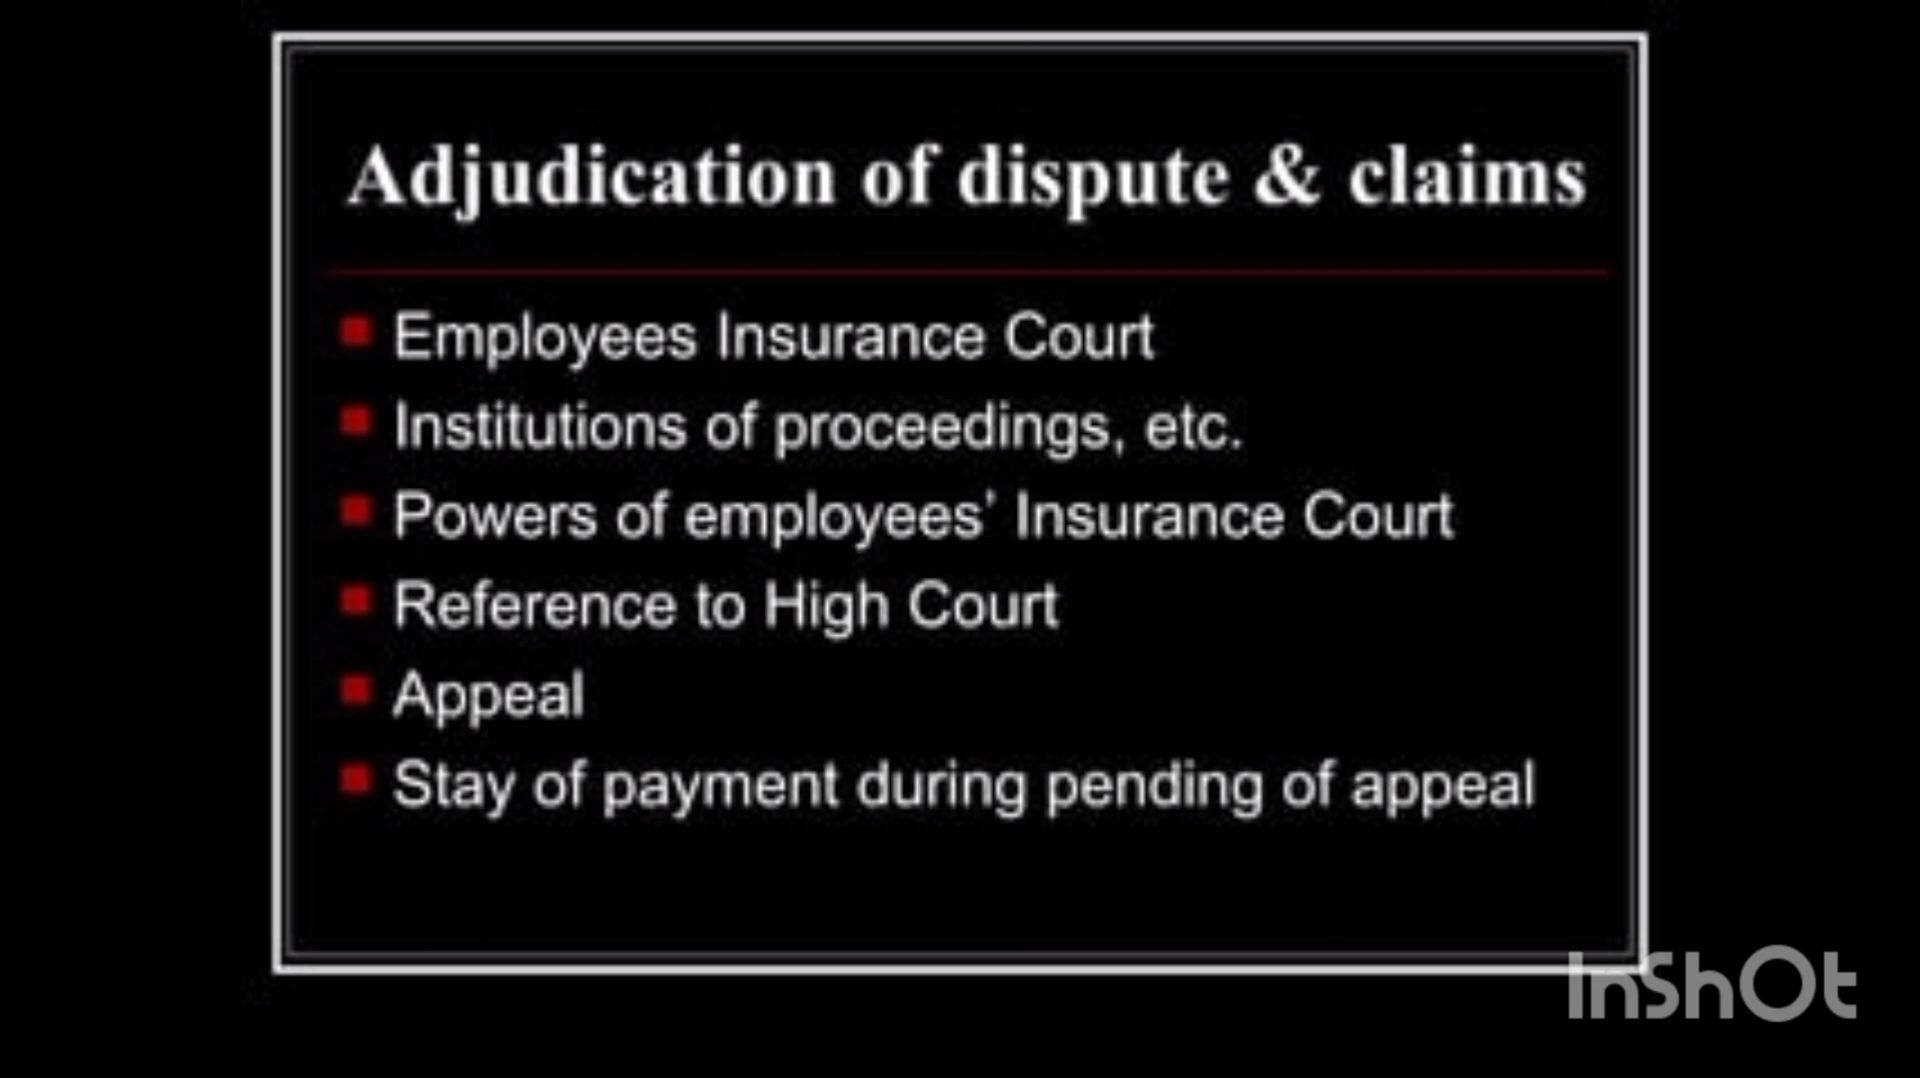 Adjudication of dispute & claims
Employees Insurance Court
Institutions of proceedings, etc.
Powers of employees' Insurance Court
Reference to High Court
Appeal
Stay of payment during pending of appeal
InShOt